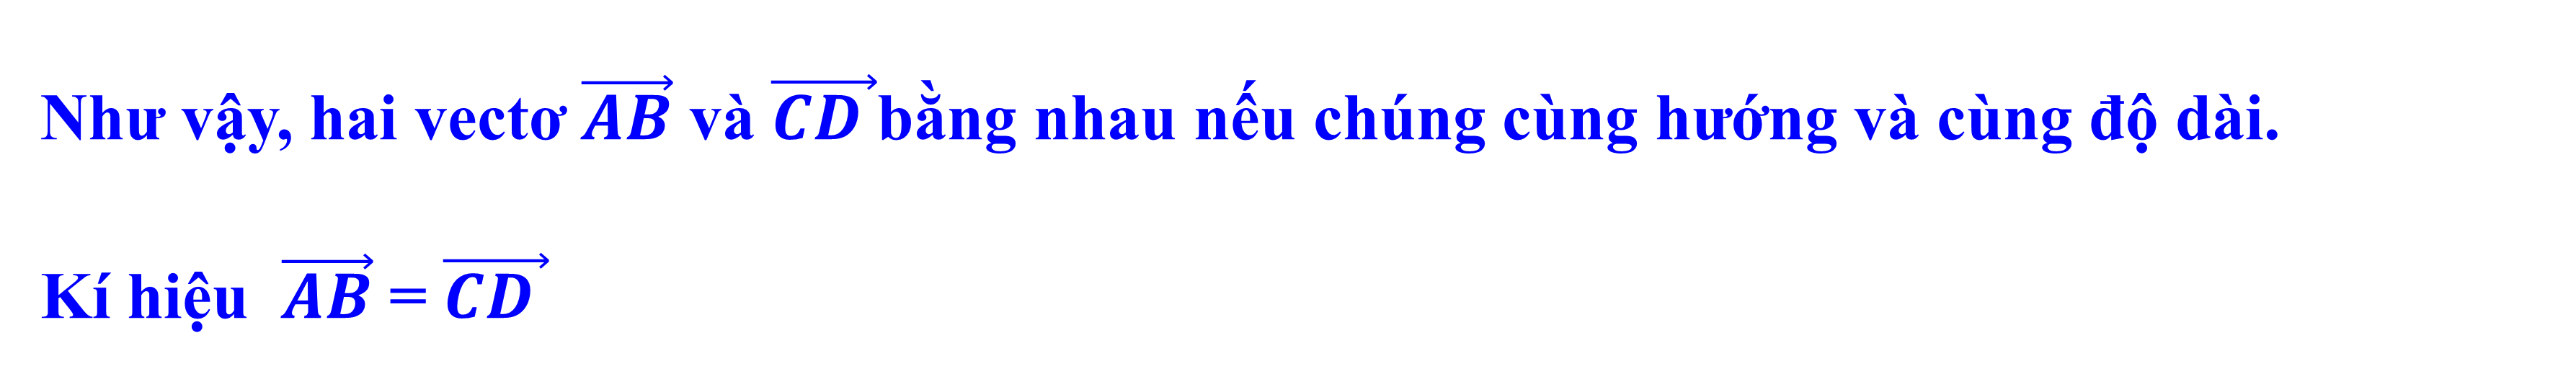 Như vậy, hai vectơ $\overrightarrow{AB}$ và $\overrightarrow{CD}$ bằng nhau nếu chúng cùng hướng và cùng độ dài.
Kí hiệu $\overrightarrow{AB} = \overrightarrow{CD}$